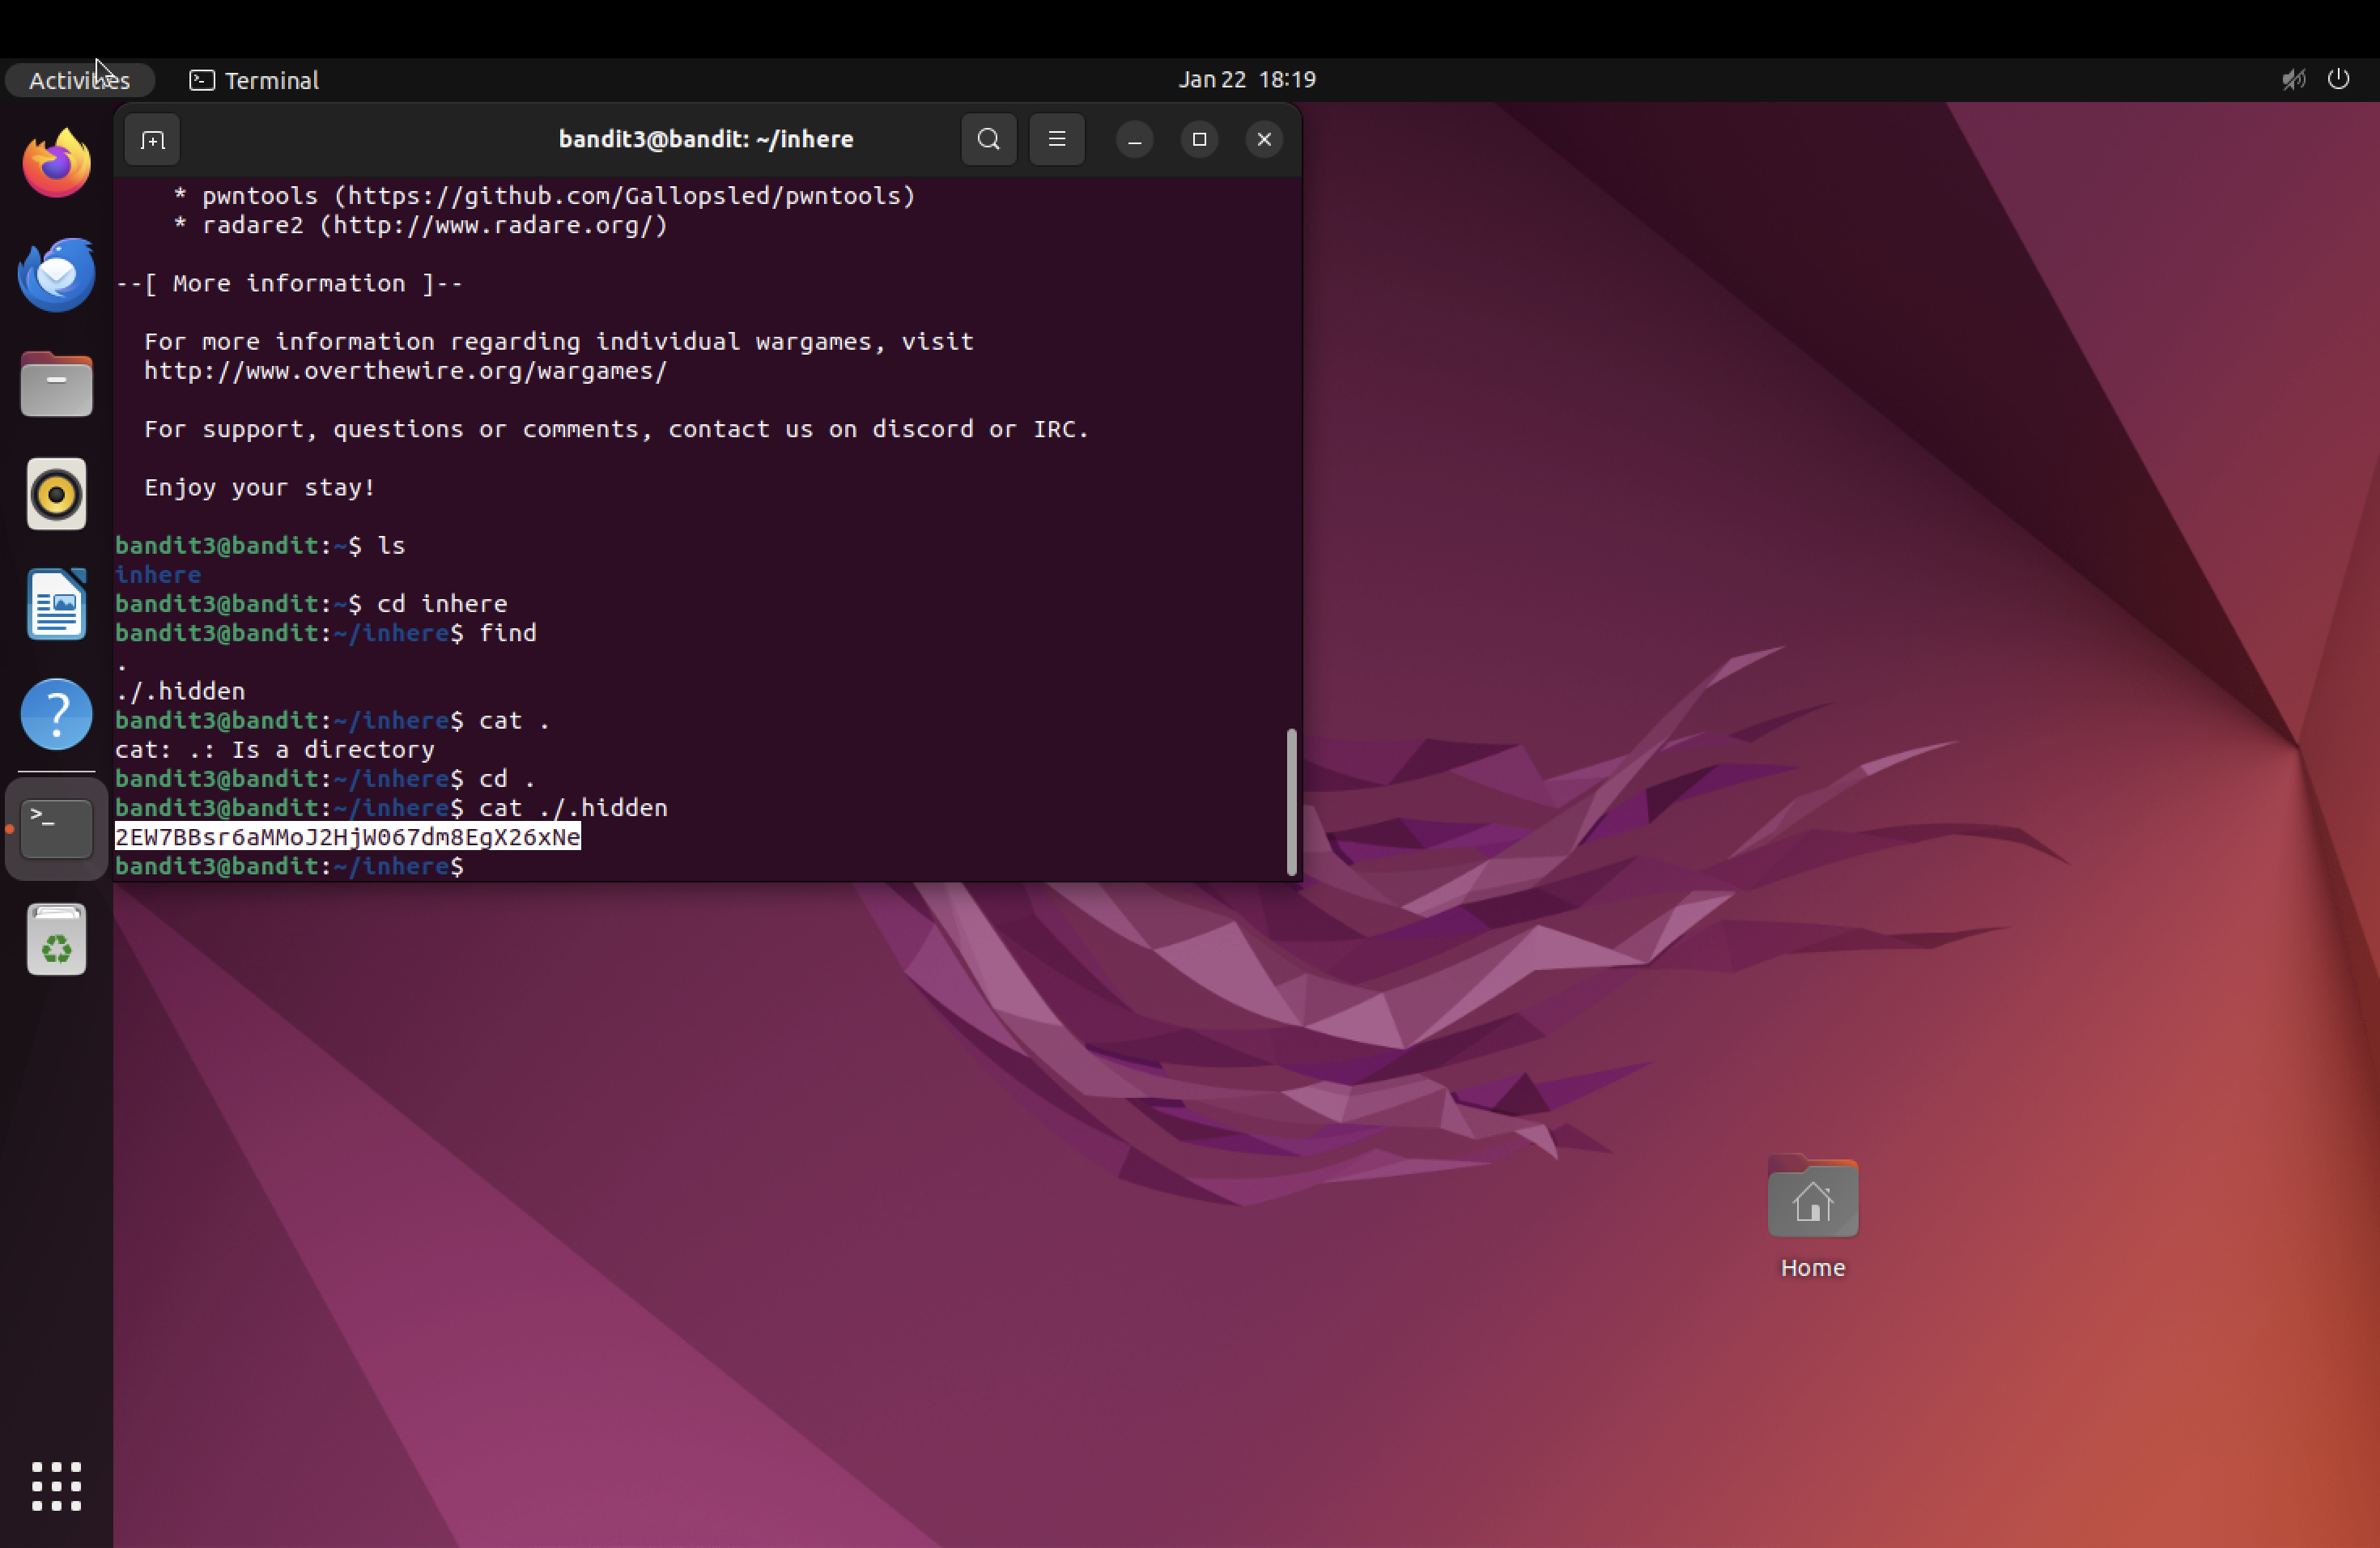 Activities
Terminal
Jan 22 18:19
bandit3@bandit: ~/inhere
* pwntools (https://github.com/Gallopsled/pwntools)
* radare2 (http://www.radare.org/)
--[ More information ]--
For more information regarding individual wargames, visit
http://www.overthewire.org/wargames/
For support, questions or comments, contact us on discord or IRC.
Enjoy your stay!
bandit3@bandit:~$ ls
inhere
bandit3@bandit:~$ cd inhere
bandit3@bandit:~/inhere$ find
.
./.hidden
bandit3@bandit:~/inhere$ cat .
cat: .: Is a directory
bandit3@bandit:~/inhere$ cd .
bandit3@bandit:~/inhere$ cat ./.hidden
2EW7BBsr6aMMoJ2HjW067dm8EgX26xNe
bandit3@bandit:~/inhere$
Home